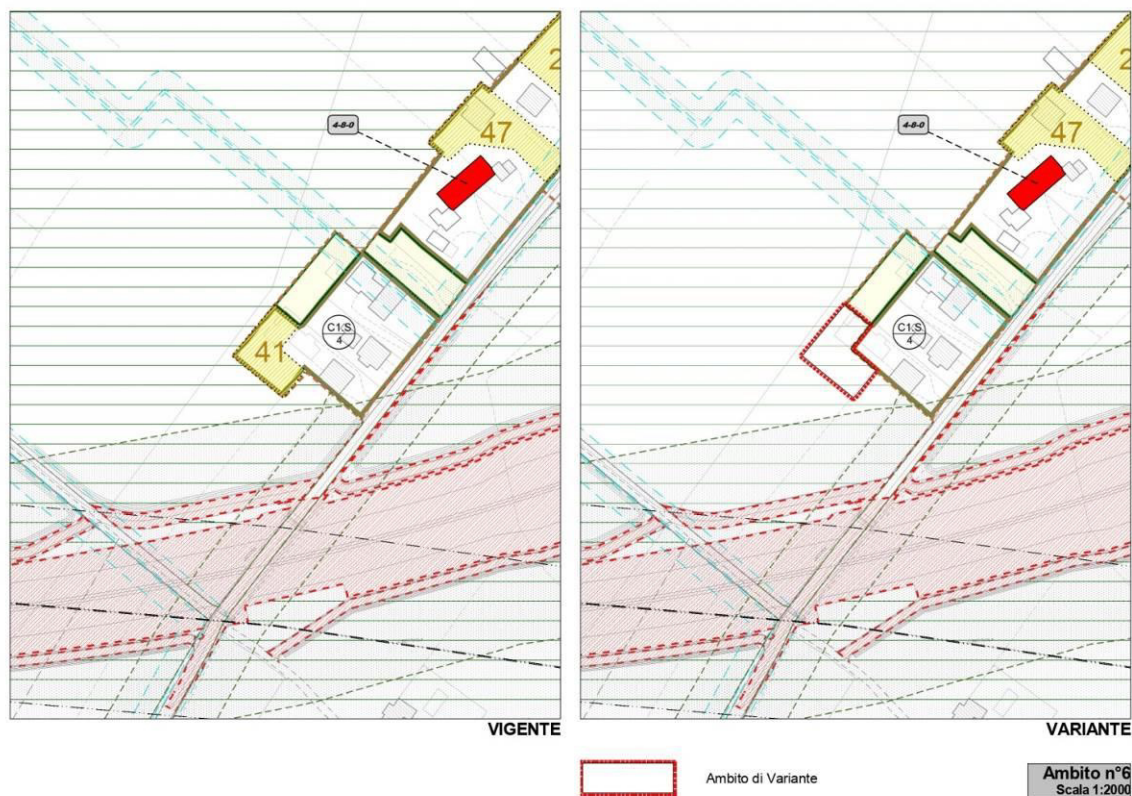 2
47
4-8-0
C1.S
4
41
VIGENTE
2
47
4-8-0
C1.S
4
VARIANTE
Ambito di Variante
Ambito n°6
Scala 1:2000